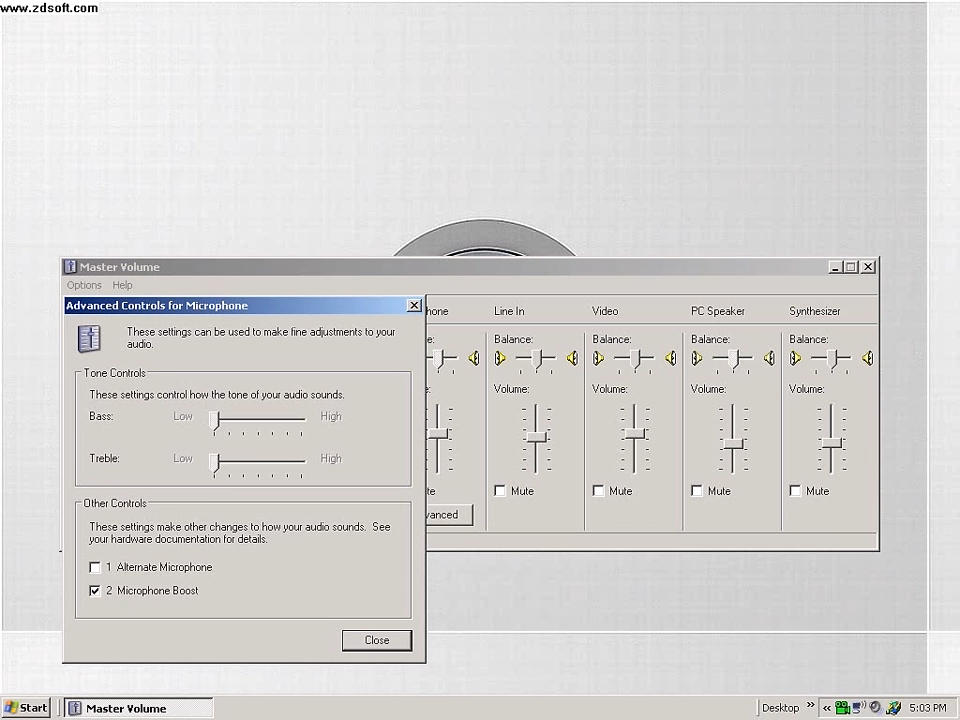 www.zdsoft.com
Master Volume
Options Help
Advanced Controls for Microphone
These settings can be used to make fine adjustments to your
audio.
Tone Controls
These settings control how the tone of your audio sounds.
Bass: Low High
Treble: Low High
Other Controls
These settings make other changes to how your audio sounds. See
your hardware documentation for details.
1 Alternate Microphone
2 Microphone Boost
Close
hone Line In Video PC Speaker Synthesizer
e: Balance: Balance: Balance: Balance:
e: Volume: Volume: Volume: Volume:
te Mute Mute Mute Mute
vanced
Start Master Volume Desktop » « 5:03 PM